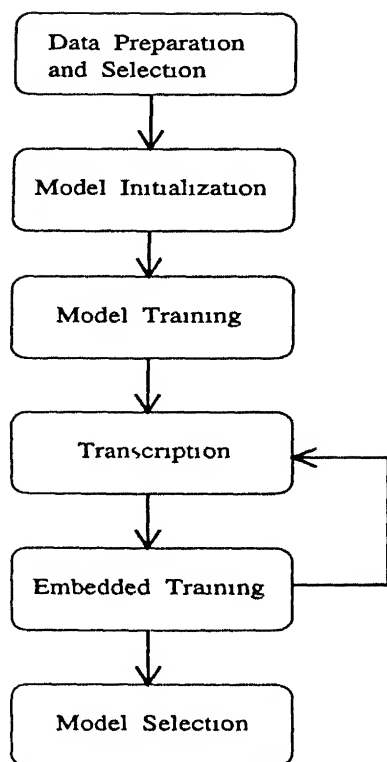 Data Preparation
and Selection
Model Initialization
Model Training
Transcription
Embedded Training
Model Selection